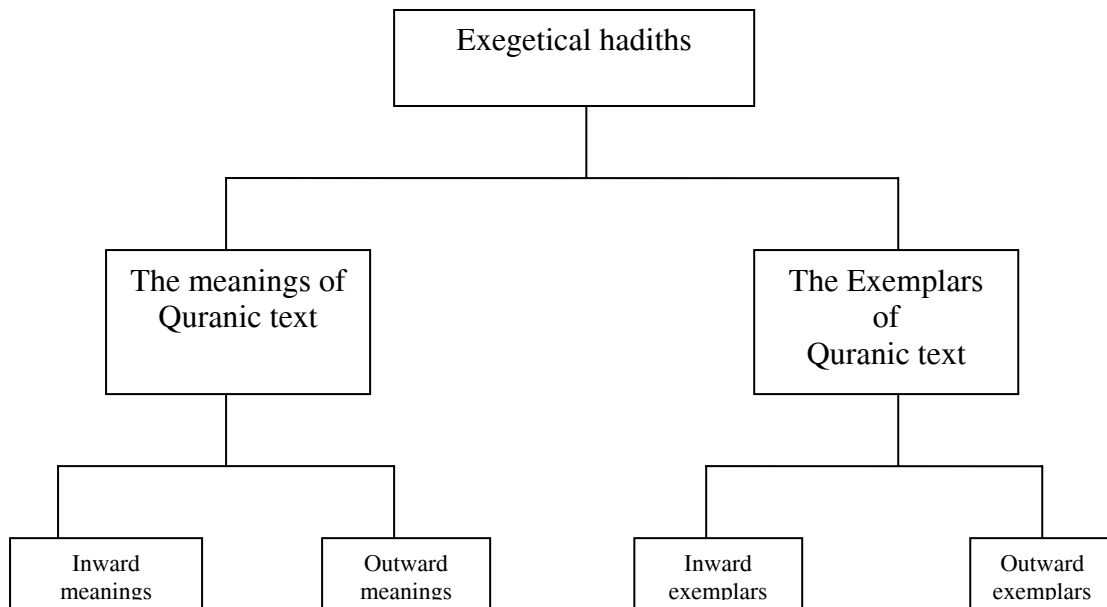 Exegetical hadiths
The meanings of
Quranic text
The Exemplars
of
Quranic text
Inward
meanings
Outward
meanings
Inward
exemplars
Outward
exemplars